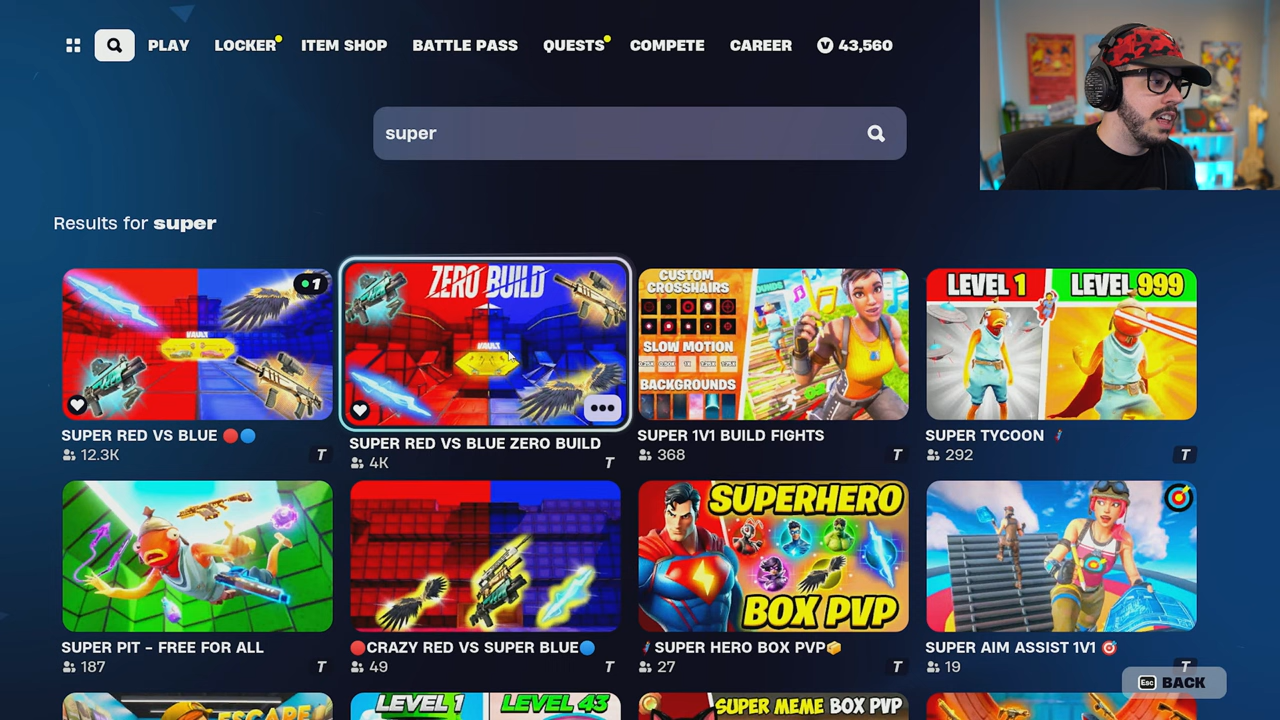 PLAY LOCKER ITEM SHOP BATTLE PASS QUESTS COMPETE CAREER V 43,560
super
Results for super
1
VAULT
ZERO BUILD
VAULT
CUSTOM
CROSSHAIRS
SLOW MOTION
BACKGROUNDS
LEVEL 1
LEVEL 999
SUPER RED VS BLUE 🔴🔵
12.3K T
SUPER RED VS BLUE ZERO BUILD
4K T
SUPER 1V1 BUILD FIGHTS
368 T
SUPER TYCOON
292 T
SUPERHERO
BOX PVP
SUPER PIT - FREE FOR ALL
187 T
🔴CRAZY RED VS SUPER BLUE🔵
49 T
SUPER HERO BOX PVP📦
27 T
SUPER AIM ASSIST 1V1 🎯
19 T
Esc BACK
ESCAPE
LEVEL 1
LEVEL 43
SUPER MEME BOX PVP